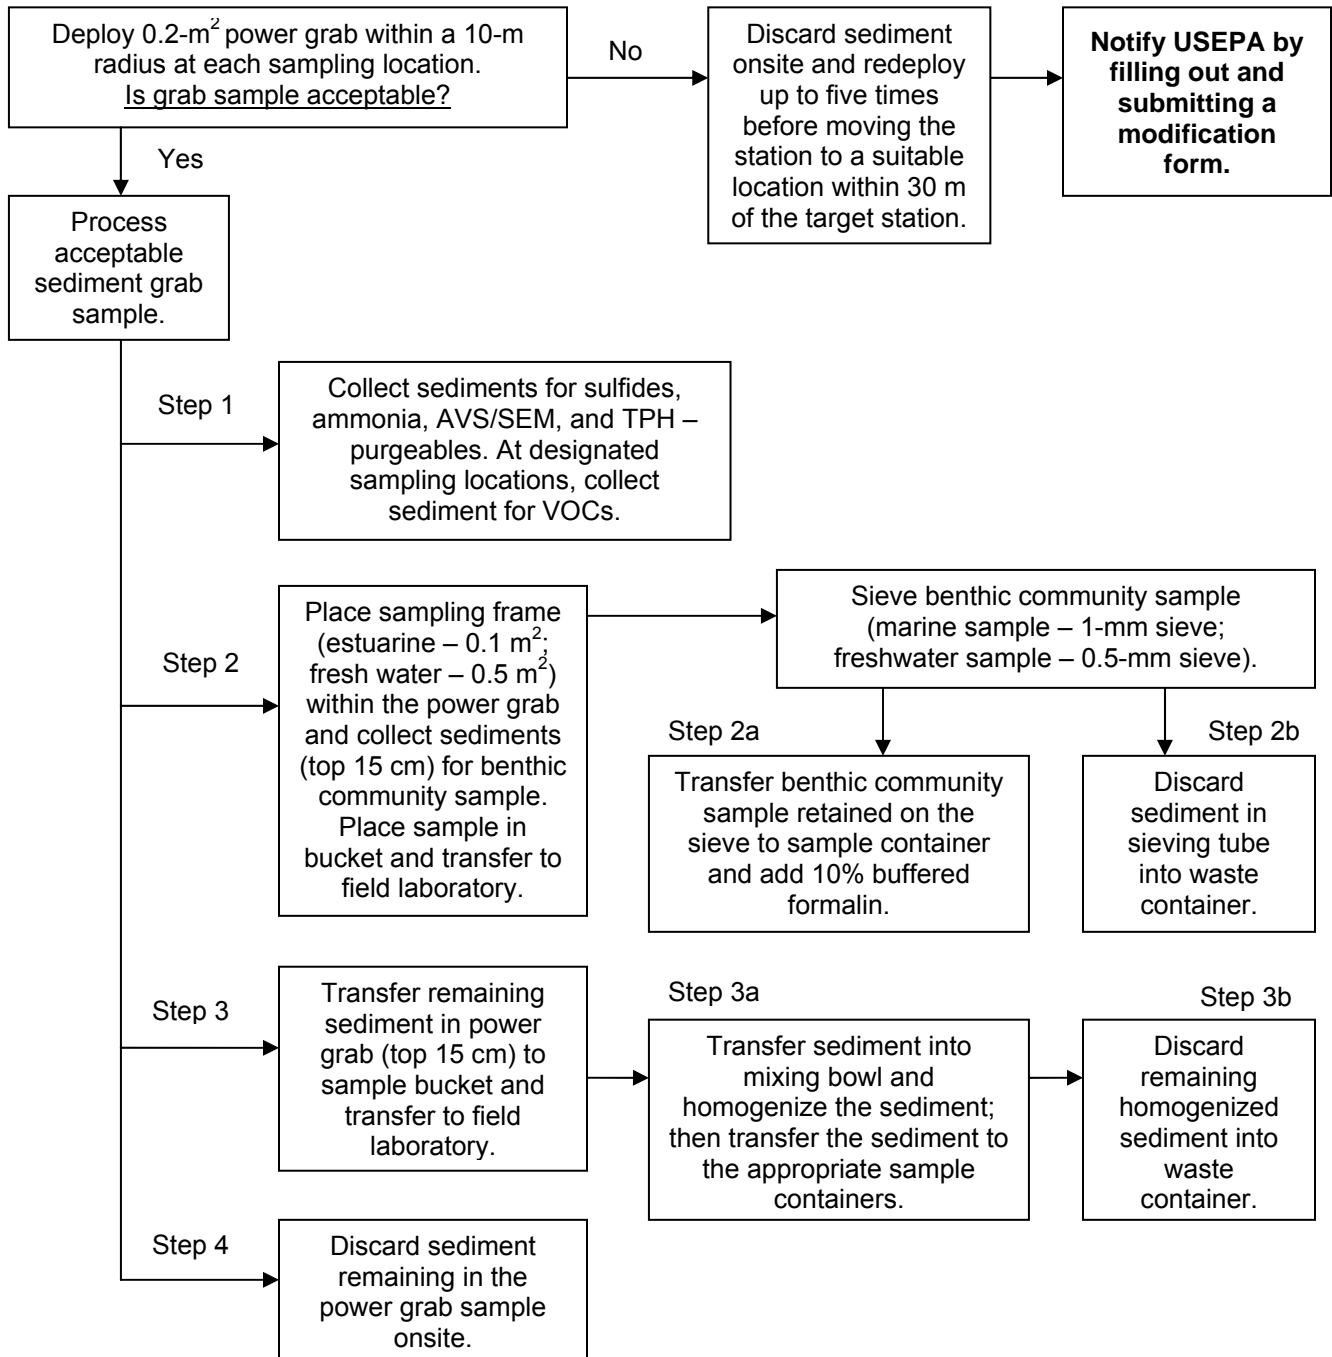 Deploy 0.2-m² power grab within a 10-m
radius at each sampling location.
Is grab sample acceptable?
No
Discard sediment
onsite and redeploy
up to five times
before moving the
station to a suitable
location within 30 m
of the target station.
Notify USEPA by
filling out and
submitting a
modification
form.
Yes
Process
acceptable
sediment grab
sample.
Step 1
Collect sediments for sulfides,
ammonia, AVS/SEM, and TPH –
purgeables. At designated
sampling locations, collect
sediment for VOCs.
Step 2
Place sampling frame
(estuarine – 0.1 m²;
fresh water – 0.5 m²)
within the power grab
and collect sediments
(top 15 cm) for benthic
community sample.
Place sample in
bucket and transfer to
field laboratory.
Sieve benthic community sample
(marine sample – 1-mm sieve;
freshwater sample – 0.5-mm sieve).
Step 2a
Transfer benthic community
sample retained on the
sieve to sample container
and add 10% buffered
formalin.
Step 2b
Discard
sediment in
sieving tube
into waste
container.
Step 3
Transfer remaining
sediment in power
grab (top 15 cm) to
sample bucket and
transfer to field
laboratory.
Step 3a
Transfer sediment into
mixing bowl and
homogenize the sediment;
then transfer the sediment to
the appropriate sample
containers.
Step 3b
Discard
remaining
homogenized
sediment into
waste
container.
Step 4
Discard sediment
remaining in the
power grab sample
onsite.